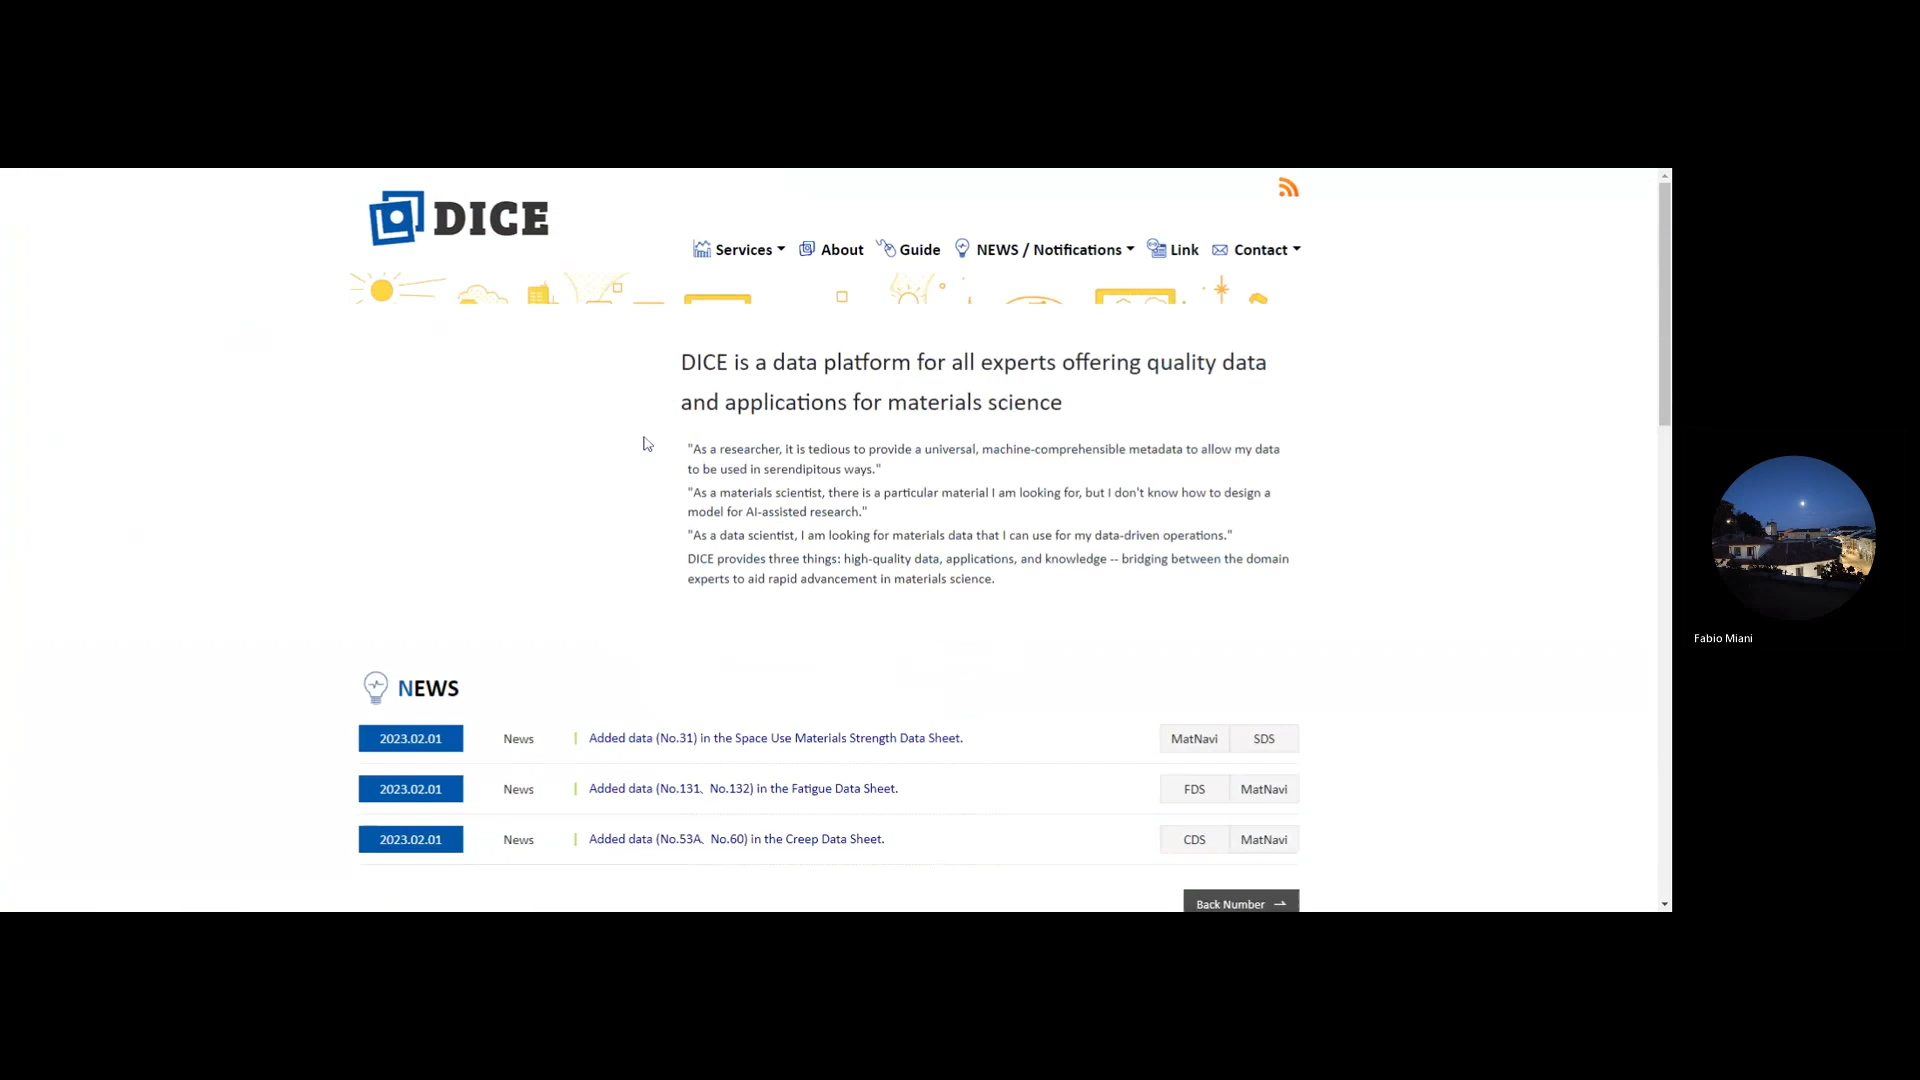 DICE
Services
About
Guide
NEWS / Notifications
Link
Contact
DICE is a data platform for all experts offering quality data
and applications for materials science
"As a researcher, it is tedious to provide a universal, machine-comprehensible metadata to allow my data
to be used in serendipitous ways."
"As a materials scientist, there is a particular material I am looking for, but I don't know how to design a
model for AI-assisted research."
"As a data scientist, I am looking for materials data that I can use for my data-driven operations."
DICE provides three things: high-quality data, applications, and knowledge -- bridging between the domain
experts to aid rapid advancement in materials science.
Fabio Miani
NEWS
2023.02.01 News Added data (No.31) in the Space Use Materials Strength Data Sheet. MatNavi SDS
2023.02.01 News Added data (No.131、No.132) in the Fatigue Data Sheet. FDS MatNavi
2023.02.01 News Added data (No.53A、No.60) in the Creep Data Sheet. CDS MatNavi
Back Number